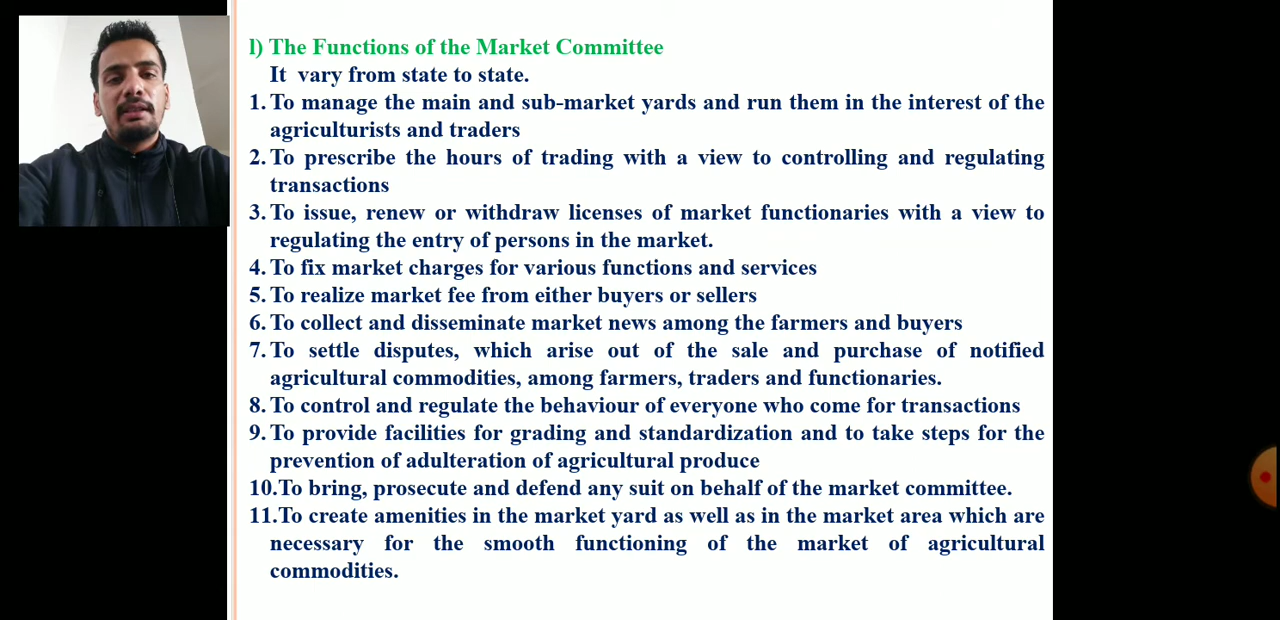 l) The Functions of the Market Committee
It vary from state to state.
1. To manage the main and sub-market yards and run them in the interest of the
agriculturists and traders
2. To prescribe the hours of trading with a view to controlling and regulating
transactions
3. To issue, renew or withdraw licenses of market functionaries with a view to
regulating the entry of persons in the market.
4. To fix market charges for various functions and services
5. To realize market fee from either buyers or sellers
6. To collect and disseminate market news among the farmers and buyers
7. To settle disputes, which arise out of the sale and purchase of notified
agricultural commodities, among farmers, traders and functionaries.
8. To control and regulate the behaviour of everyone who come for transactions
9. To provide facilities for grading and standardization and to take steps for the
prevention of adulteration of agricultural produce
10.To bring, prosecute and defend any suit on behalf of the market committee.
11.To create amenities in the market yard as well as in the market area which are
necessary for the smooth functioning of the market of agricultural
commodities.